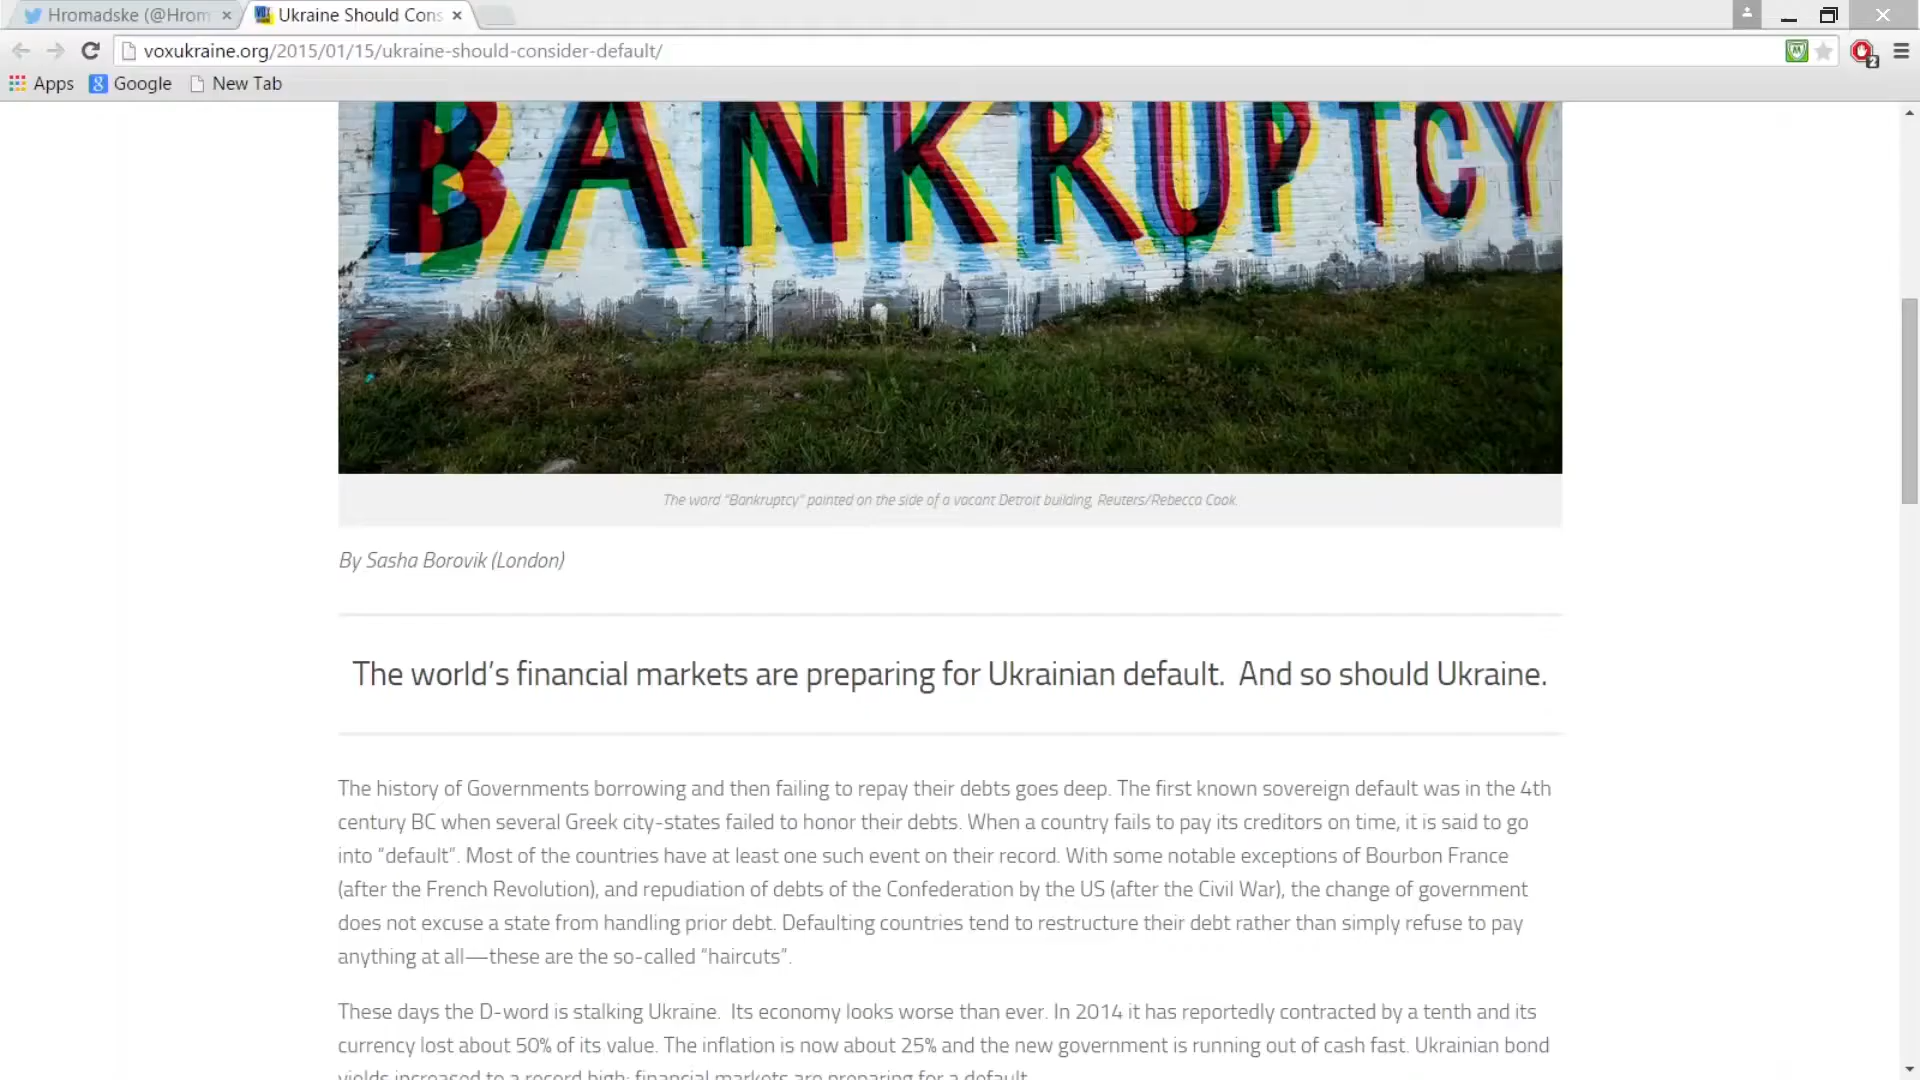 Hromadske (@Hrom
Ukraine Should Cons
voxukraine.org/2015/01/15/ukraine-should-consider-default/
Apps Google New Tab
BANKRUPTCY
The word “Bankruptcy” painted on the side of a vacant Detroit building, Reuters/Rebecca Cook.
By Sasha Borovik (London)
The world’s financial markets are preparing for Ukrainian default. And so should Ukraine.
The history of Governments borrowing and then failing to repay their debts goes deep. The first known sovereign default was in the 4th
century BC when several Greek city-states failed to honor their debts. When a country fails to pay its creditors on time, it is said to go
into “default”. Most of the countries have at least one such event on their record. With some notable exceptions of Bourbon France
(after the French Revolution), and repudiation of debts of the Confederation by the US (after the Civil War), the change of government
does not excuse a state from handling prior debt. Defaulting countries tend to restructure their debt rather than simply refuse to pay
anything at all—these are the so-called “haircuts”.
These days the D-word is stalking Ukraine. Its economy looks worse than ever. In 2014 it has reportedly contracted by a tenth and its
currency lost about 50% of its value. The inflation is now about 25% and the new government is running out of cash fast. Ukrainian bond
yields increased to a record high; financial markets are preparing for a default.